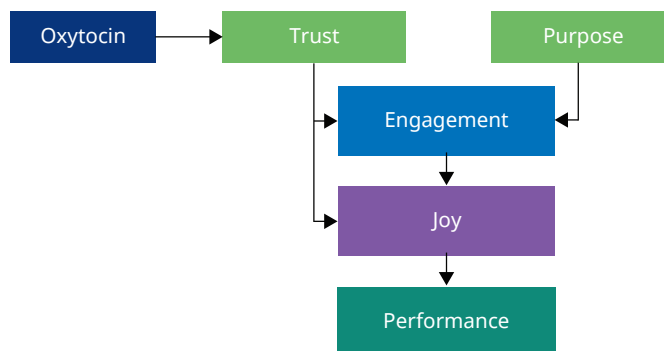 Oxytocin
Trust
Purpose
Engagement
Joy
Performance